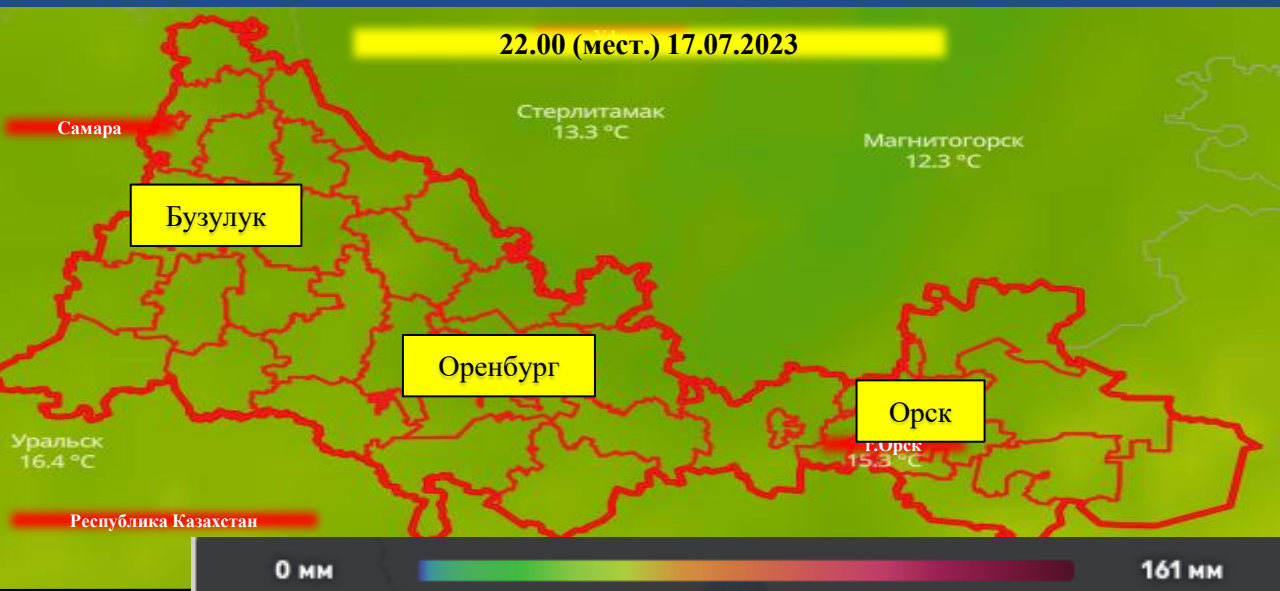 22.00 (мест.) 17.07.2023
Стерлитамак
13.3 °C
Самара
Магнитогорск
12.3 °C
Бузулук
Оренбург
Орск
г.Орск
15.3 °C
Уральск
16.4 °C
Республика Казахстан
0 мм
161 мм